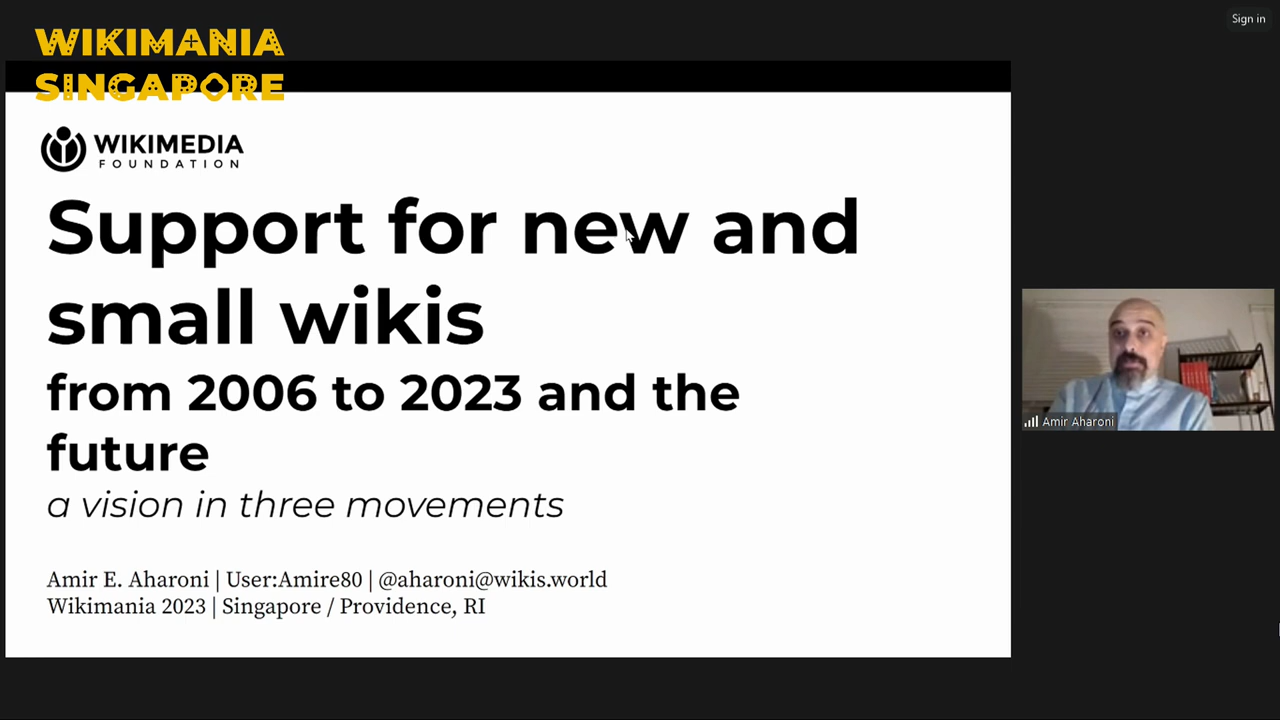 Sign in
WIKIMANIA
SINGAPORE
WIKIMEDIA
FOUNDATION
Support for new and
small wikis
from 2006 to 2023 and the
future
a vision in three movements
Amir E. Aharoni | User:Amire80 | @aharoni@wikis.world
Wikimania 2023 | Singapore / Providence, RI
Amir Aharoni